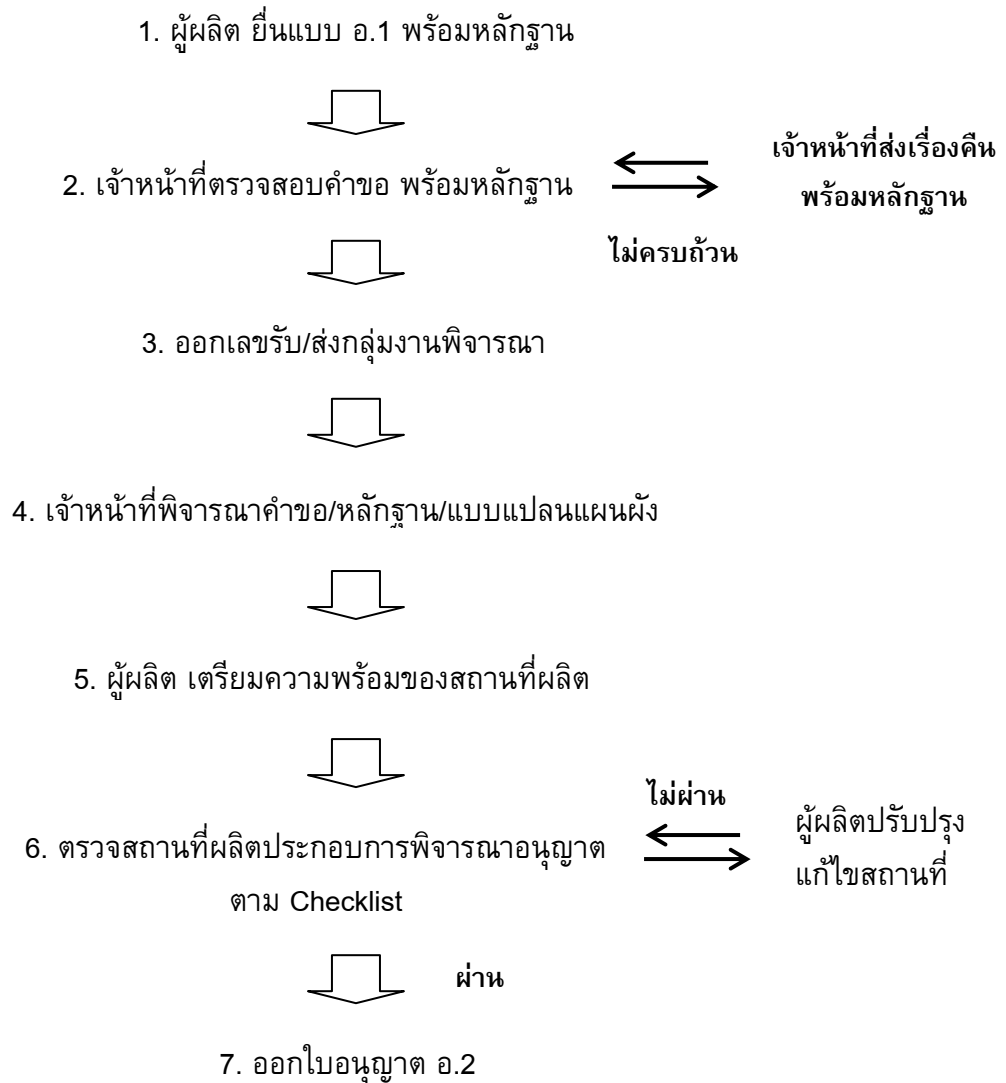 1. ผู้ผลิต ยื่นแบบ อ.1 พร้อมหลักฐาน
2. เจ้าหน้าที่ตรวจสอบคำขอ พร้อมหลักฐาน
เจ้าหน้าที่ส่งเรื่องคืน
พร้อมหลักฐาน
ไม่ครบถ้วน
3. ออกเลขรับ/ส่งกลุ่มงานพิจารณา
4. เจ้าหน้าที่พิจารณาคำขอ/หลักฐาน/แบบแปลนแผนผัง
5. ผู้ผลิต เตรียมความพร้อมของสถานที่ผลิต
6. ตรวจสถานที่ผลิตประกอบการพิจารณาอนุญาต
ตาม Checklist
ไม่ผ่าน
ผู้ผลิตปรับปรุง
แก้ไขสถานที่
ผ่าน
7. ออกใบอนุญาต อ.2